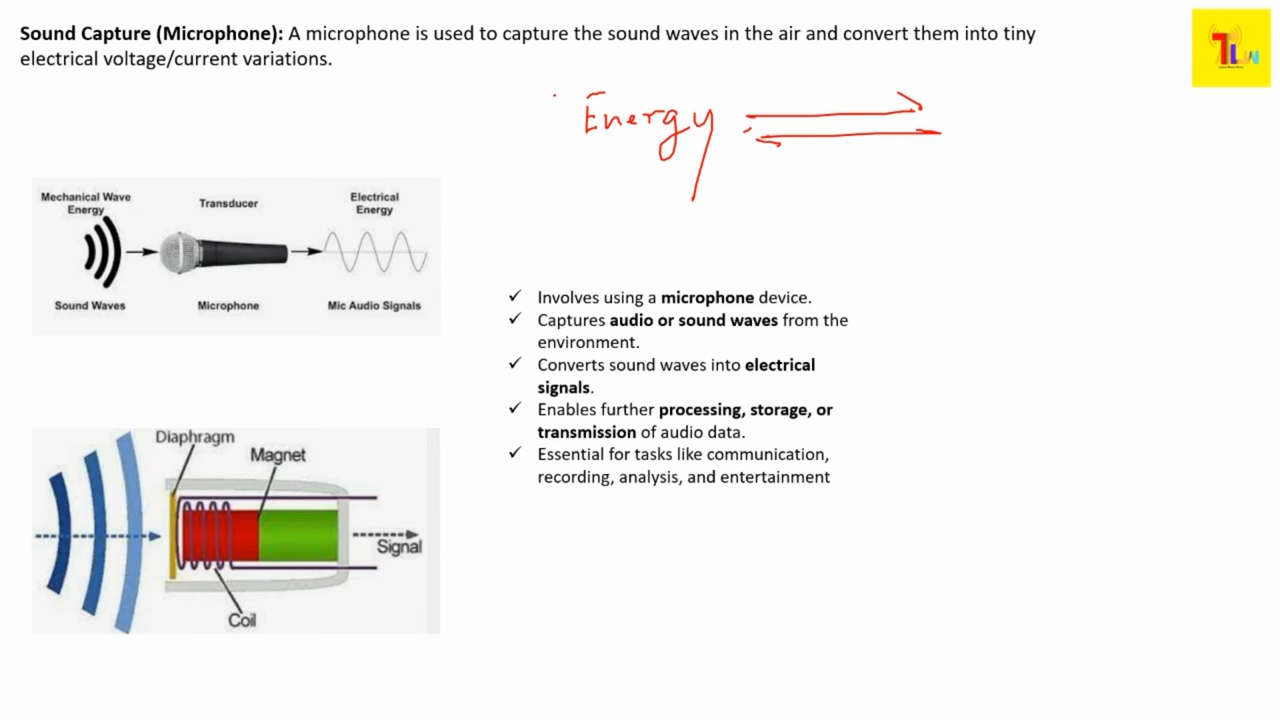 Sound Capture (Microphone): A microphone is used to capture the sound waves in the air and convert them into tiny
electrical voltage/current variations.
Energy
Mechanical Wave
Energy
Transducer
Electrical
Energy
Sound Waves
Microphone
Mic Audio Signals
✓ Involves using a microphone device.
✓ Captures audio or sound waves from the
environment.
✓ Converts sound waves into electrical
signals.
✓ Enables further processing, storage, or
transmission of audio data.
✓ Essential for tasks like communication,
recording, analysis, and entertainment
Diaphragm
Magnet
Signal
Coil